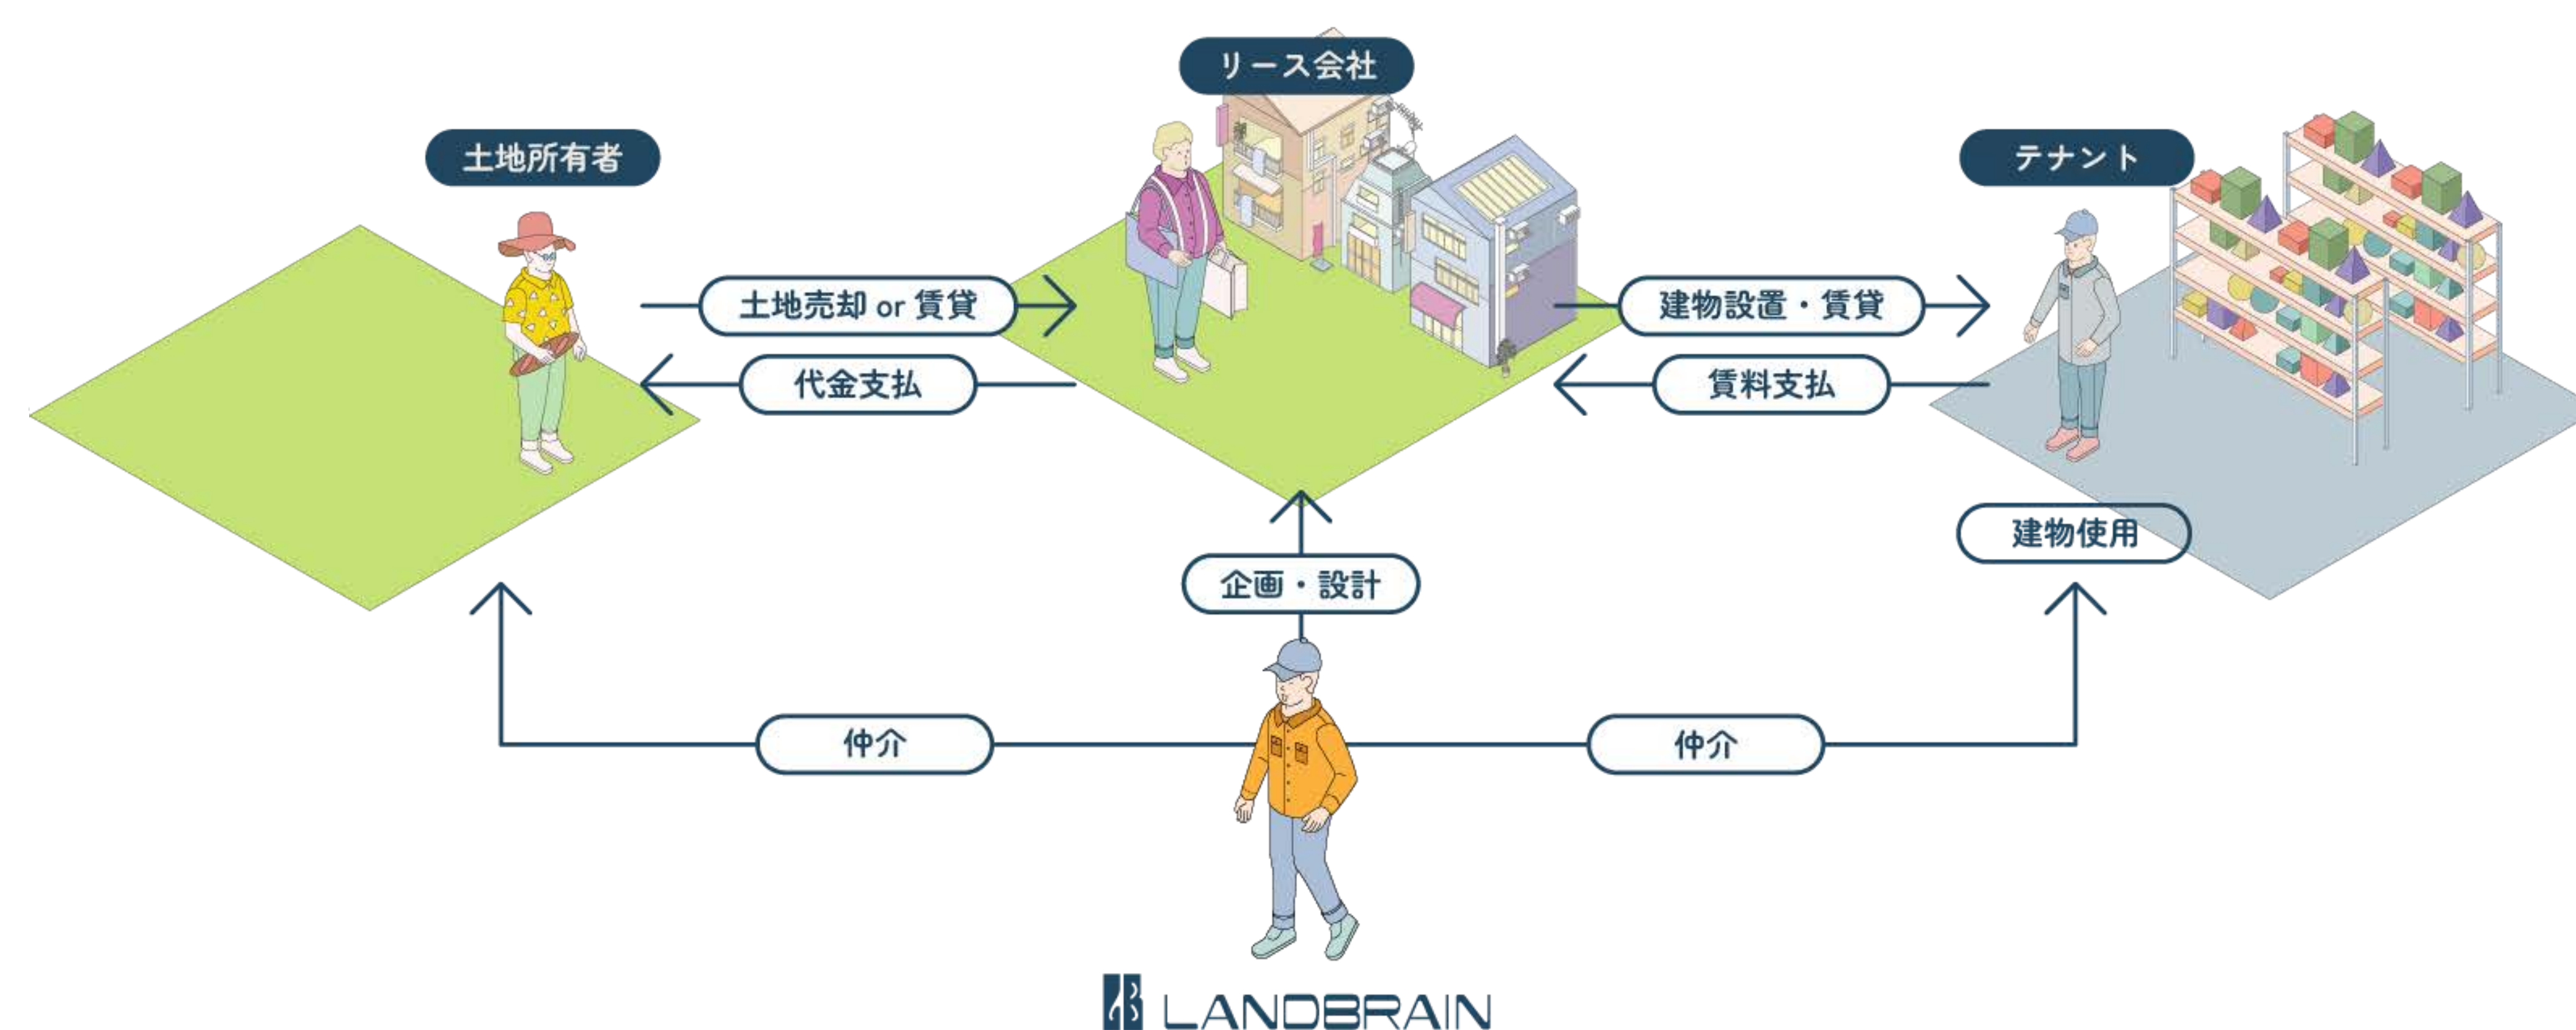 リース会社
土地所有者
テナント
土地売却 or 賃貸
建物設置・賃貸
代金支払
賃料支払
建物使用
企画・設計
仲介
仲介
LANDBRAIN